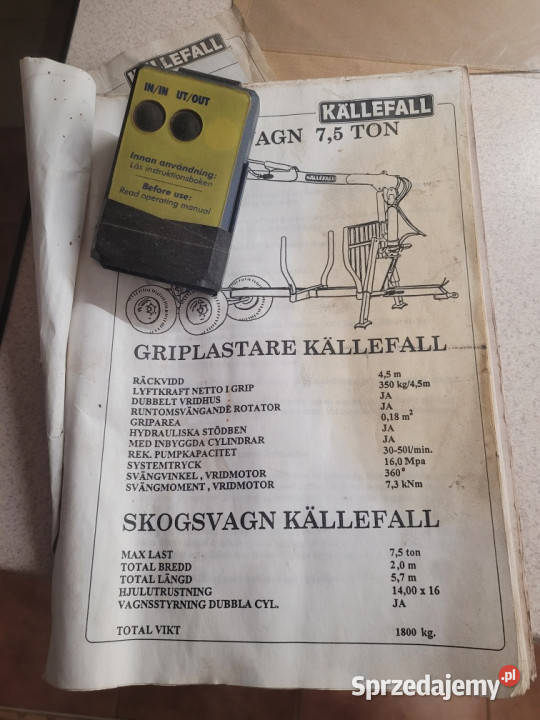 KÄLLEFALL
IN/IN UT/OUT
Innan användning:
Läs instruktionsboken
Before use:
Read operating manual
KÄLLEFALL
AGN 7,5 TON
KÄLLEFALL
GRIPLASTARE KÄLLEFALL
RÄCKVIDD 4,5 m
LYFTKRAFT NETTO I GRIP 350 kg/4,5m
DUBBELT VRIDHUS JA
RUNTOMSVÄNGANDE ROTATOR JA
GRIPAREA 0,18 m²
HYDRAULISKA STÖDBEN JA
MED INBYGGDA CYLINDRAR JA
REK. PUMPKAPACITET 30-50l/min.
SYSTEMTRYCK 16,0 Mpa
SVÄNGVINKEL, VRIDMOTOR 360°
SVÄNGMOMENT, VRIDMOTOR 7,3 kNm
SKOGSVAGN KÄLLEFALL
MAX LAST 7,5 ton
TOTAL BREDD 2,0 m
TOTAL LÄNGD 5,7 m
HJULUTRUSTNING 14,00 x 16
VAGNSSTYRNING DUBBLA CYL. JA
TOTAL VIKT 1800 kg.
Sprzedajemy.pl